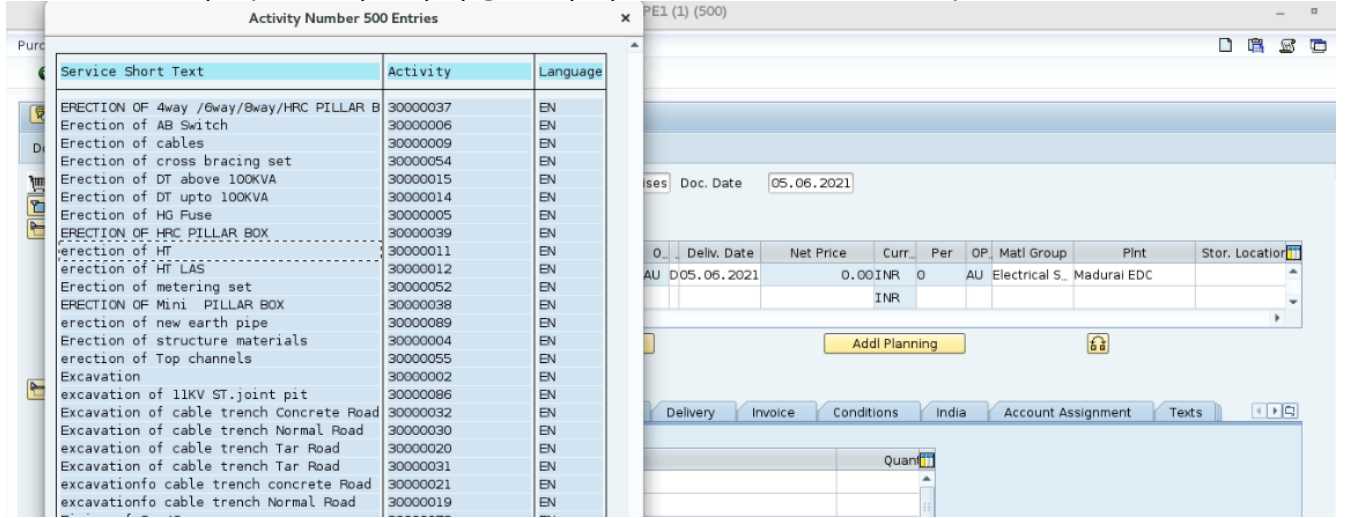 Activity Number 500 Entries
PE1 (1) (500)
Purc
Service Short Text Activity Language
ERECTION OF 4way /6way/8way/HRC PILLAR B 30000037 EN
Erection of AB Switch 30000006 EN
Erection of cables 30000009 EN
Erection of cross bracing set 30000054 EN
Erection of DT above 100KVA 30000015 EN
Erection of DT upto 100KVA 30000014 EN
Erection of HG Fuse 30000005 EN
ERECTION OF HRC PILLAR BOX 30000039 EN
erection of HT 30000011 EN
erection of HT LAS 30000012 EN
Erection of metering set 30000052 EN
ERECTION OF Mini PILLAR BOX 30000038 EN
erection of new earth pipe 30000089 EN
Erection of structure materials 30000004 EN
erection of Top channels 30000055 EN
Excavation 30000002 EN
excavation of 11KV ST.joint pit 30000086 EN
Excavation of cable trench Concrete Road 30000032 EN
Excavation of cable trench Normal Road 30000030 EN
excavation of cable trench Tar Road 30000020 EN
Excavation of cable trench Tar Road 30000031 EN
excavationfo cable trench concrete Road 30000021 EN
excavationfo cable trench Normal Road 30000019 EN
ises Doc. Date 05.06.2021
O... Deliv. Date Net Price Curr... Per OP... Matl Group Plnt Stor. Location
AU D 05.06.2021 0.00 INR 0 AU Electrical S... Madurai EDC
INR
Addl Planning
Delivery Invoice Conditions India Account Assignment Texts
Quant